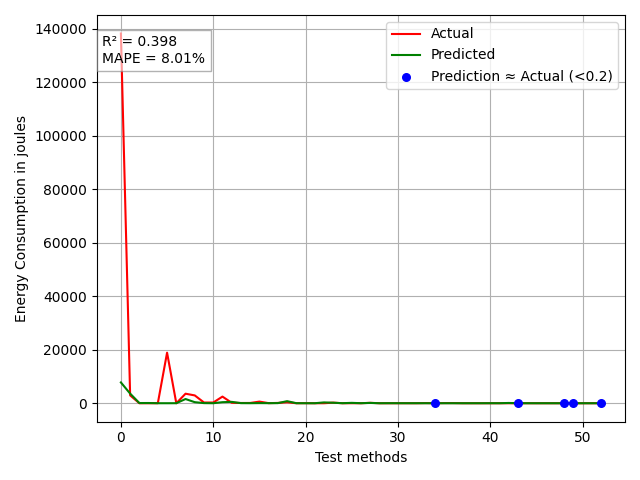 R² = 0.398
MAPE = 8.01%
Actual
Predicted
Prediction ≈ Actual (<0.2)
Energy Consumption in joules
140000
120000
100000
80000
60000
40000
20000
0
0 10 20 30 40 50
Test methods